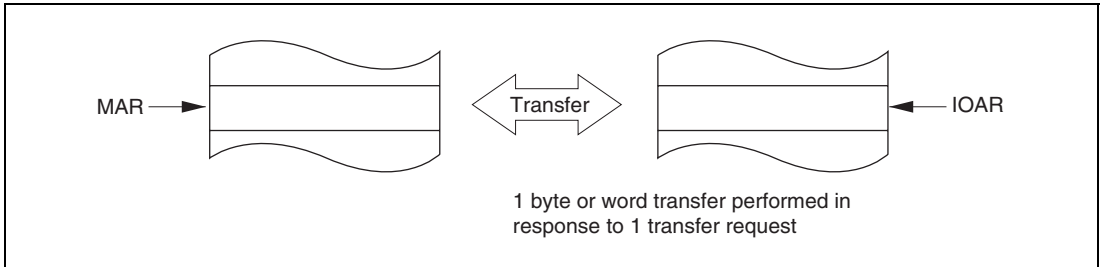 MAR
Transfer
IOAR
1 byte or word transfer performed in
response to 1 transfer request